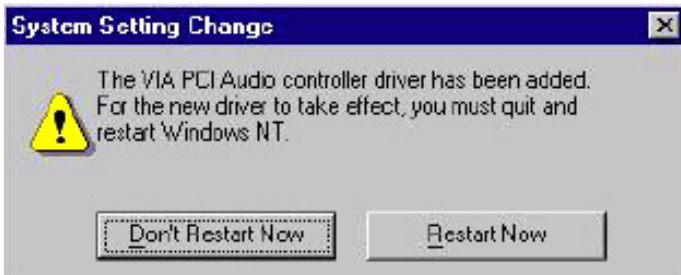 System Setting Change
The VIA PCI Audio controller driver has been added.
For the new driver to take effect, you must quit and
restart Windows NT.
Don't Restart Now
Restart Now